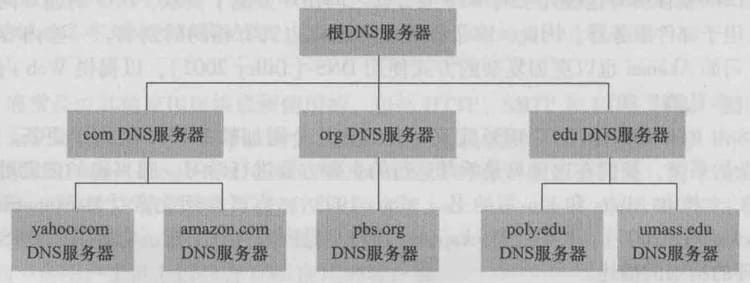 根DNS服务器
com DNS服务器
org DNS服务器
edu DNS服务器
yahoo.com
DNS服务器
amazon.com
DNS服务器
pbs.org
DNS服务器
poly.edu
DNS服务器
umass.edu
DNS服务器